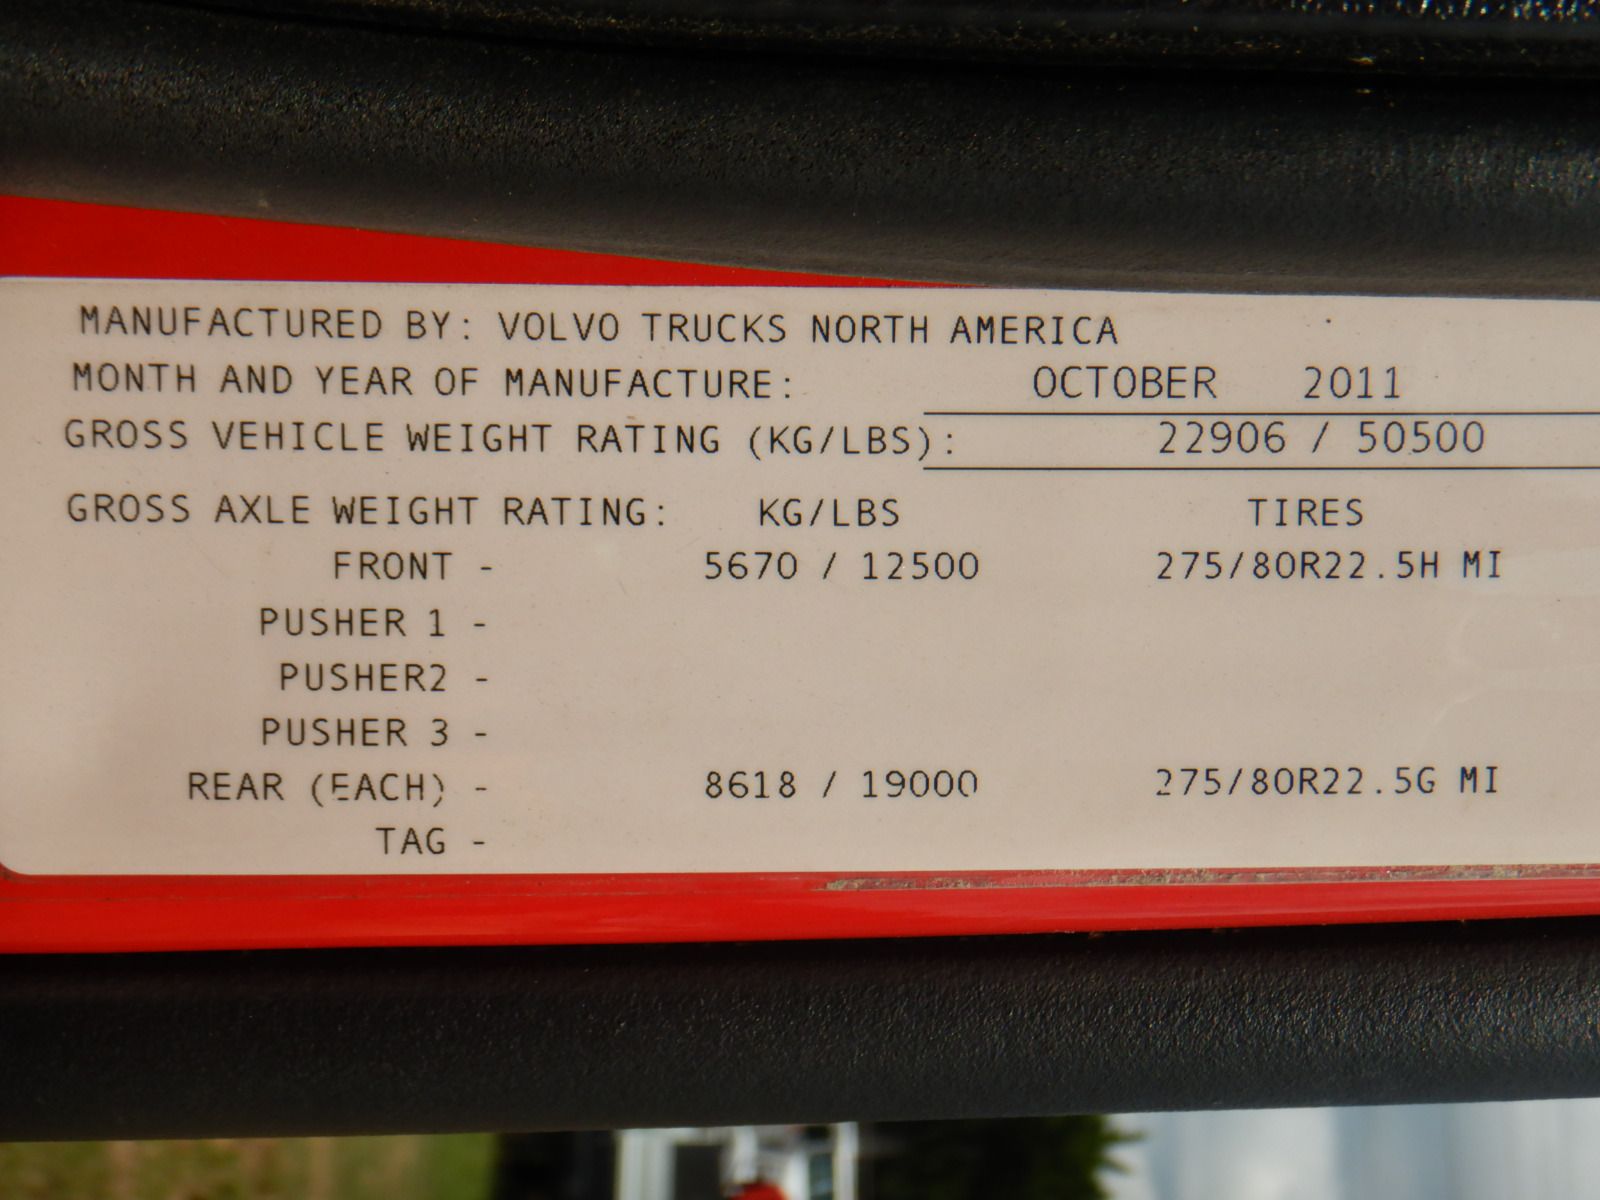 MANUFACTURED BY: VOLVO TRUCKS NORTH AMERICA
MONTH AND YEAR OF MANUFACTURE: OCTOBER 2011
GROSS VEHICLE WEIGHT RATING (KG/LBS): 22906 / 50500
GROSS AXLE WEIGHT RATING: KG/LBS TIRES
FRONT - 5670 / 12500 275/80R22.5H MI
PUSHER 1 -
PUSHER2 -
PUSHER 3 -
REAR (EACH) - 8618 / 19000 275/80R22.5G MI
TAG -